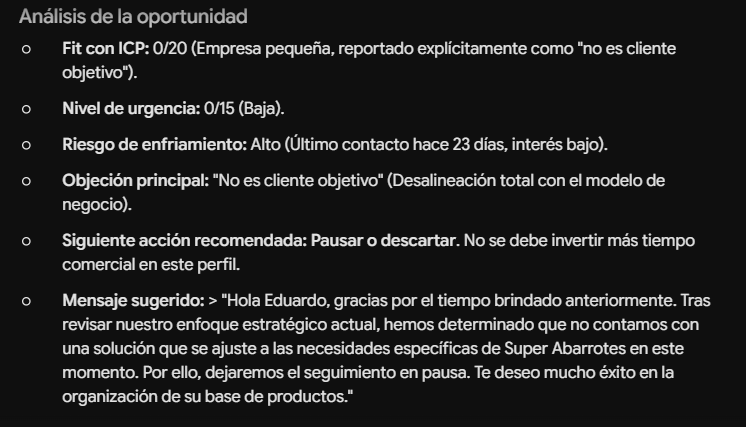 Análisis de la oportunidad
○ Fit con ICP: 0/20 (Empresa pequeña, reportado explícitamente como "no es cliente
objetivo").
○ Nivel de urgencia: 0/15 (Baja).
○ Riesgo de enfriamiento: Alto (Último contacto hace 23 días, interés bajo).
○ Objeción principal: "No es cliente objetivo" (Desalineación total con el modelo de
negocio).
○ Siguiente acción recomendada: Pausar o descartar. No se debe invertir más tiempo
comercial en este perfil.
○ Mensaje sugerido: > "Hola Eduardo, gracias por el tiempo brindado anteriormente. Tras
revisar nuestro enfoque estratégico actual, hemos determinado que no contamos con
una solución que se ajuste a las necesidades específicas de Super Abarrotes en este
momento. Por ello, dejaremos el seguimiento en pausa. Te deseo mucho éxito en la
organización de su base de productos."